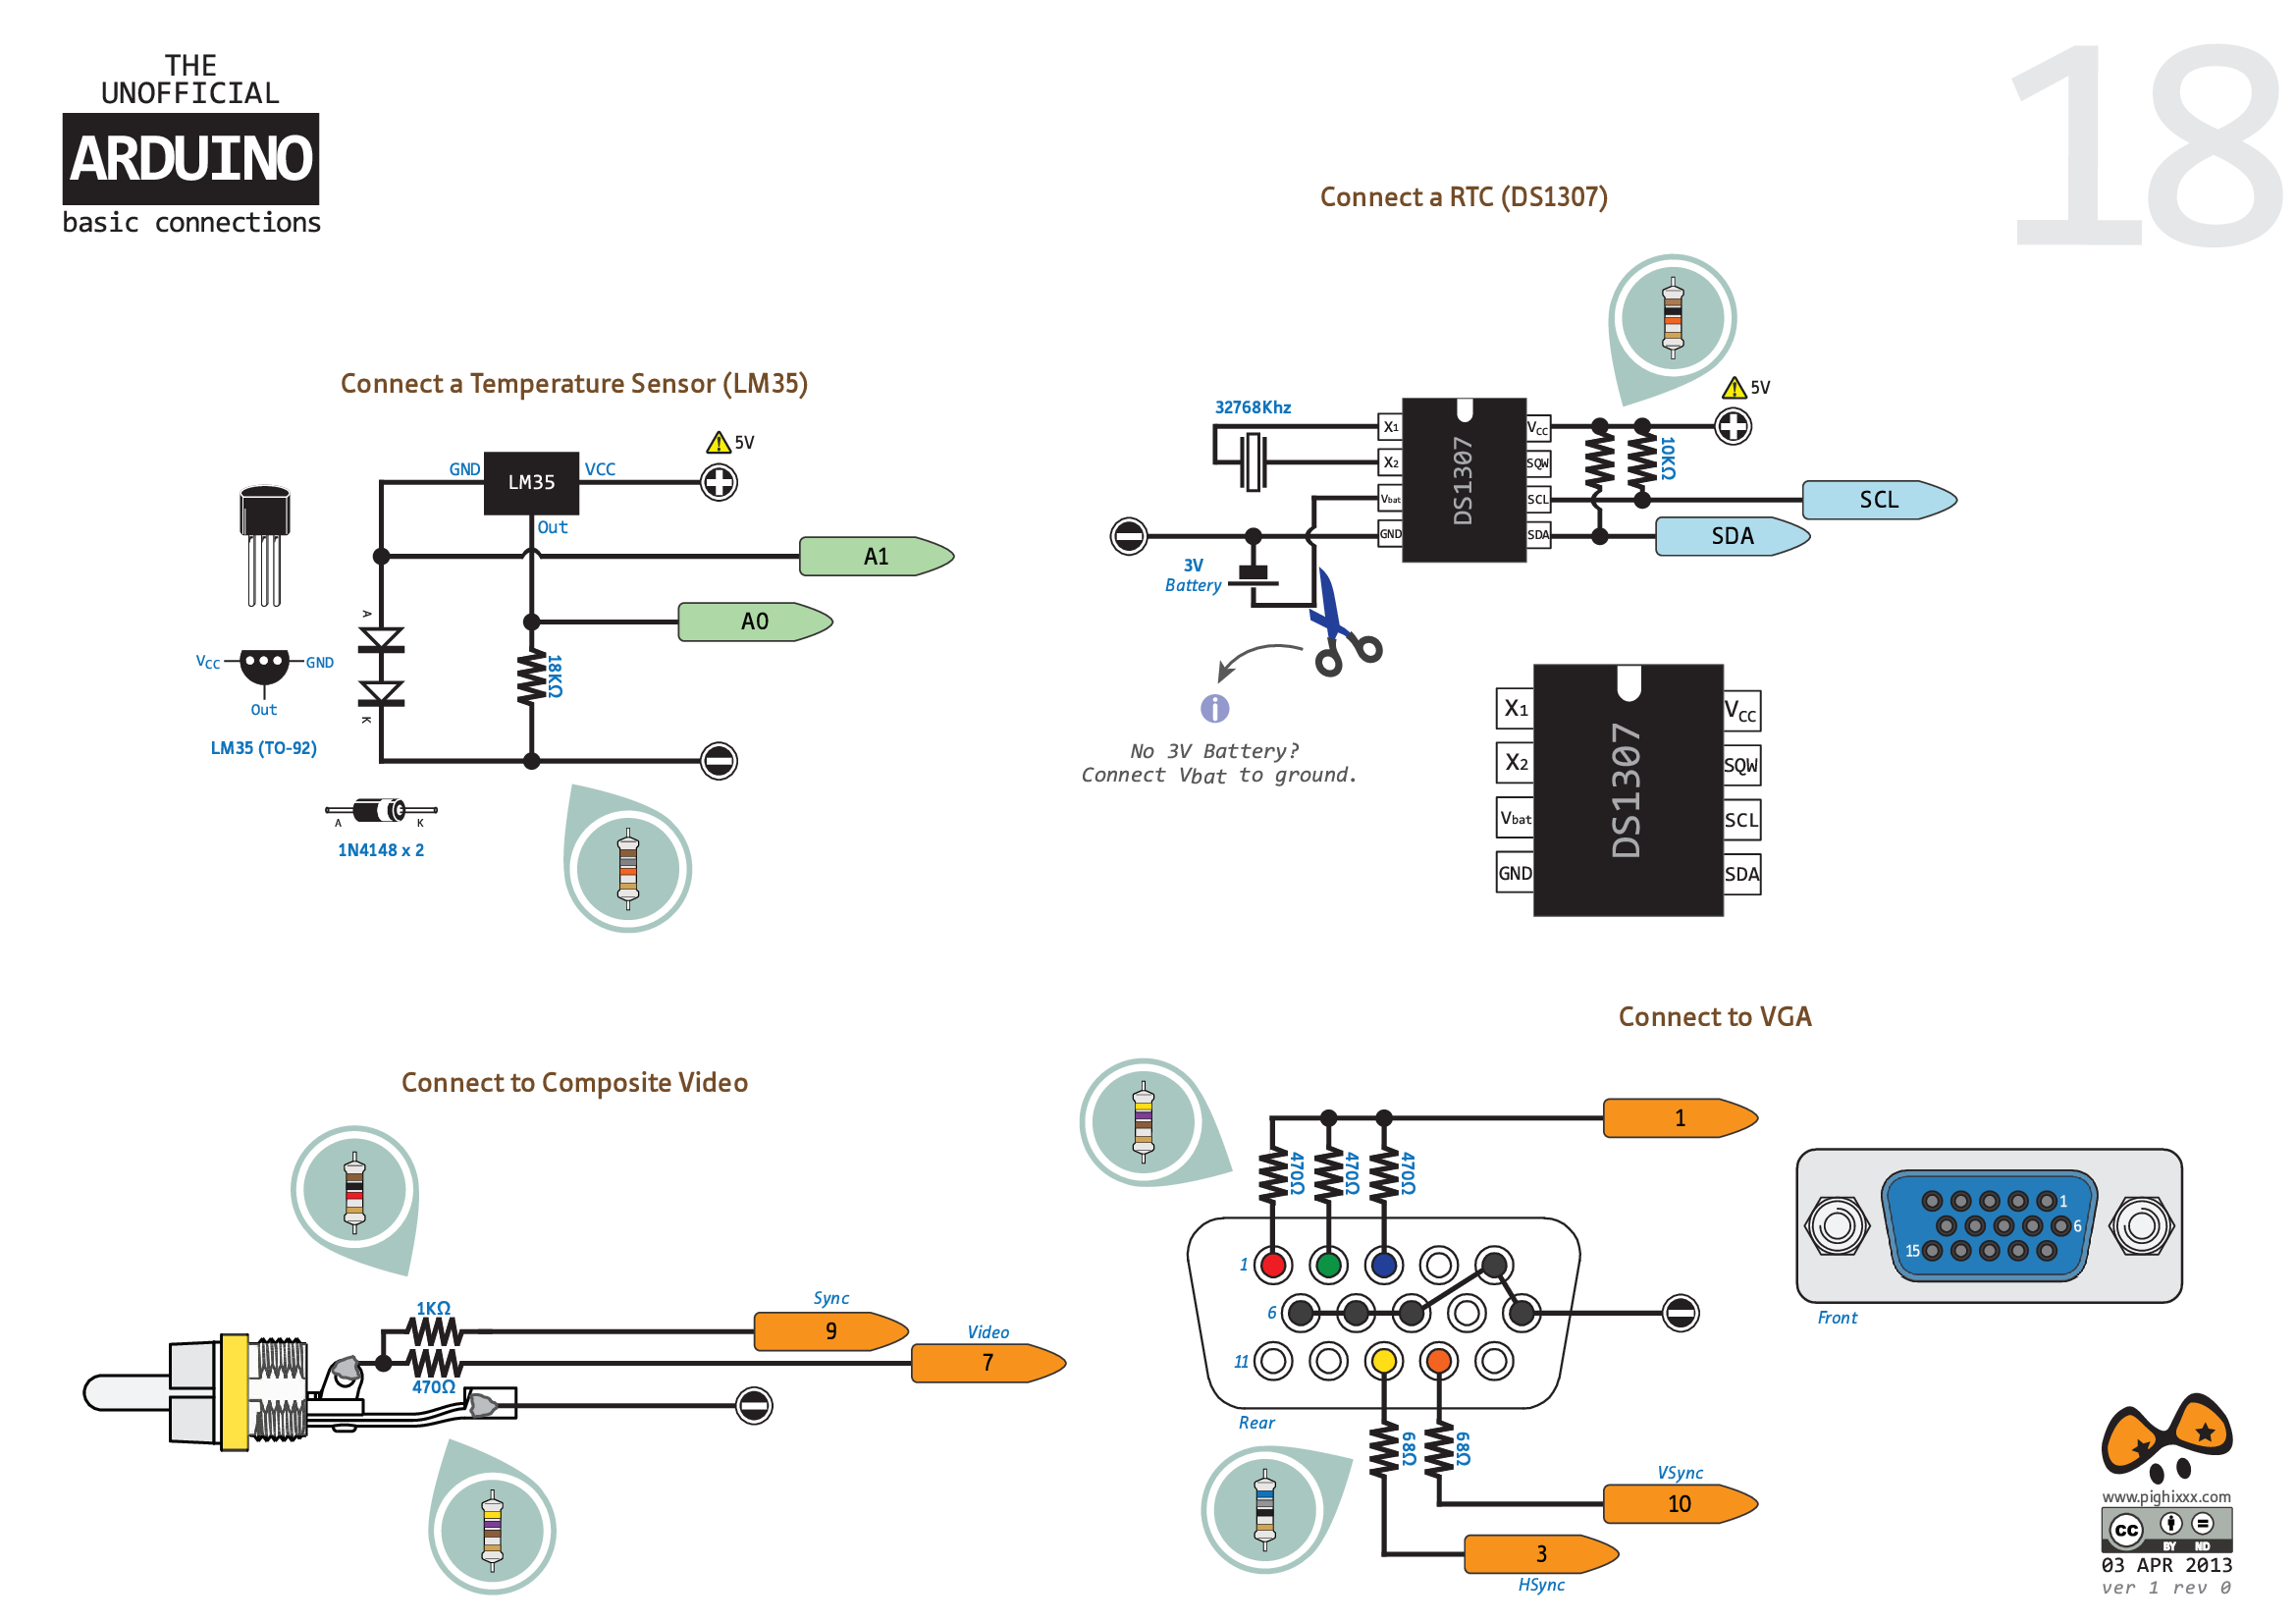 THE
UNOFFICIAL
ARDUINO
basic connections
18
Connect a Temperature Sensor (LM35)
5V
GND
LM35
VCC
Out
A1
A0
A
K
18KΩ
VCC
GND
Out
LM35 (TO-92)
A
K
1N4148 x 2
Connect a RTC (DS1307)
5V
32768Khz
X1
X2
Vbat
GND
DS1307
VCC
SQW
SCL
SDA
10KΩ
SCL
SDA
3V
Battery
i
No 3V Battery?
Connect Vbat to ground.
X1
X2
Vbat
GND
DS1307
VCC
SQW
SCL
SDA
Connect to Composite Video
1KΩ
470Ω
Sync
9
Video
7
Connect to VGA
1
470Ω
470Ω
470Ω
1
6
11
Rear
68Ω
68Ω
VSync
10
3
HSync
1
6
15
Front
www.pighixxx.com
cc
BY ND
03 APR 2013
ver 1 rev 0